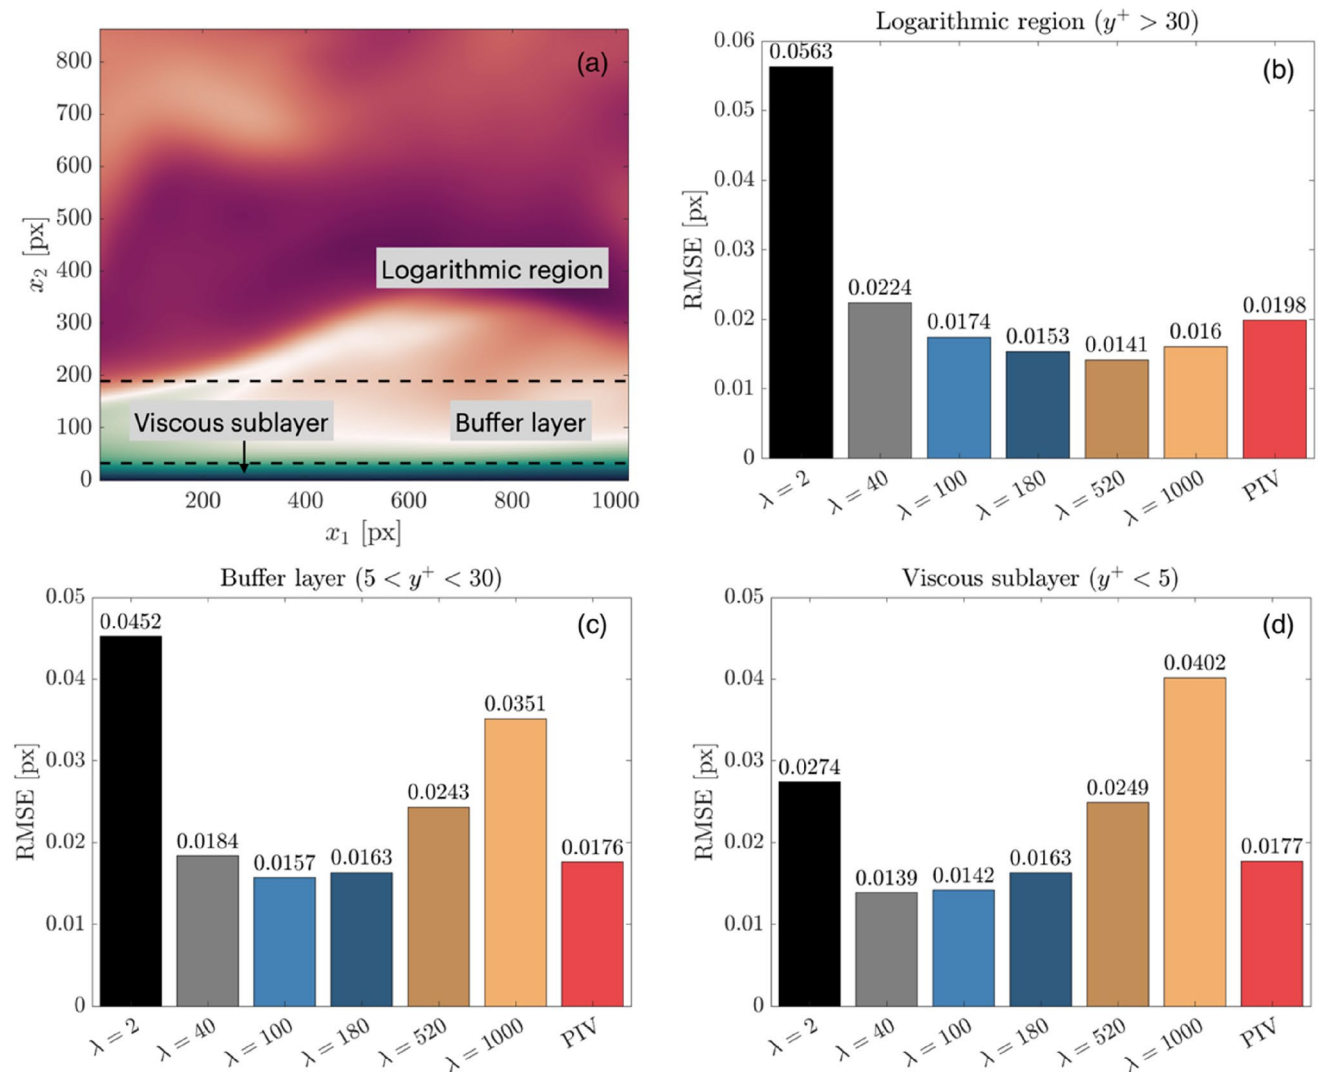 (a)
800
700
600
500
400
300
200
100
0
x₂ [px]
Logarithmic region
Viscous sublayer
Buffer layer
200 400 600 800 1000
x₁ [px]
Logarithmic region (y⁺ > 30)
(b)
0.06
0.05
0.04
0.03
0.02
0.01
0
RMSE [px]
0.0563
0.0224
0.0174
0.0153
0.0141
0.016
0.0198
λ = 2
λ = 40
λ = 100
λ = 180
λ = 520
λ = 1000
PIV
Buffer layer (5 < y⁺ < 30)
(c)
0.05
0.04
0.03
0.02
0.01
0
RMSE [px]
0.0452
0.0184
0.0157
0.0163
0.0243
0.0351
0.0176
λ = 2
λ = 40
λ = 100
λ = 180
λ = 520
λ = 1000
PIV
Viscous sublayer (y⁺ < 5)
(d)
0.05
0.04
0.03
0.02
0.01
0
RMSE [px]
0.0274
0.0139
0.0142
0.0163
0.0249
0.0402
0.0177
λ = 2
λ = 40
λ = 100
λ = 180
λ = 520
λ = 1000
PIV